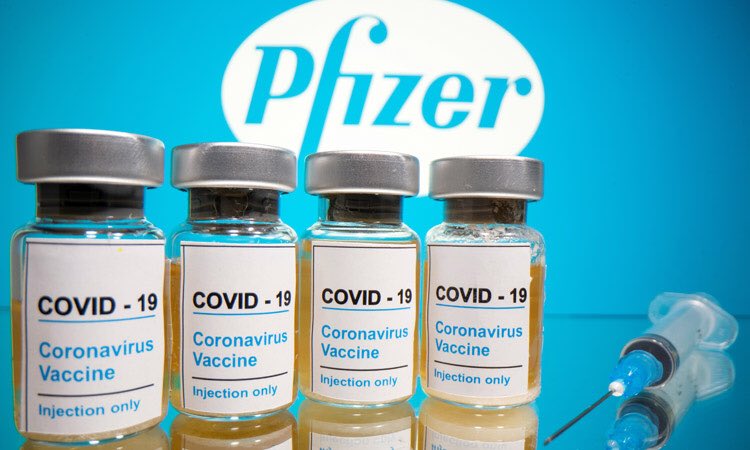 Pfizer
COVID - 19
Coronavirus
Vaccine
Injection only
COVID - 19
Coronavirus
Vaccine
Injection only
COVID - 19
Coronavirus
Vaccine
Injection only
COVID - 19
Coronavirus
Vaccine
Injection only